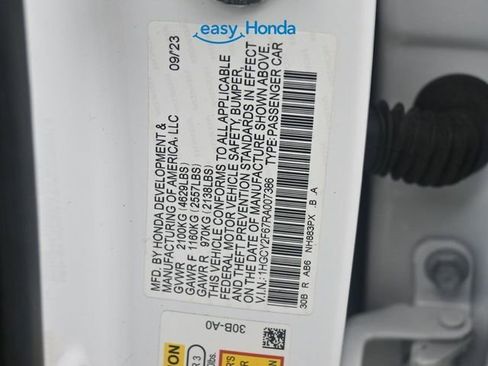 easy Honda
MFD. BY HONDA DEVELOPMENT & 09/23
MANUFACTURING OF AMERICA, LLC
GVWR 2100KG (4629LBS)
GAWR F 1160KG (2557LBS)
GAWR R 970KG (2138LBS)
THIS VEHICLE CONFORMS TO ALL APPLICABLE
FEDERAL MOTOR VEHICLE SAFETY, BUMPER,
AND THEFT PREVENTION STANDARDS IN EFFECT
ON THE DATE OF MANUFACTURE SHOWN ABOVE.
V.I.N.:1HGCY2F67RA007386 TYPE:PASSENGER CAR
30B R AB6 NH883PX .B .A
30B-A0